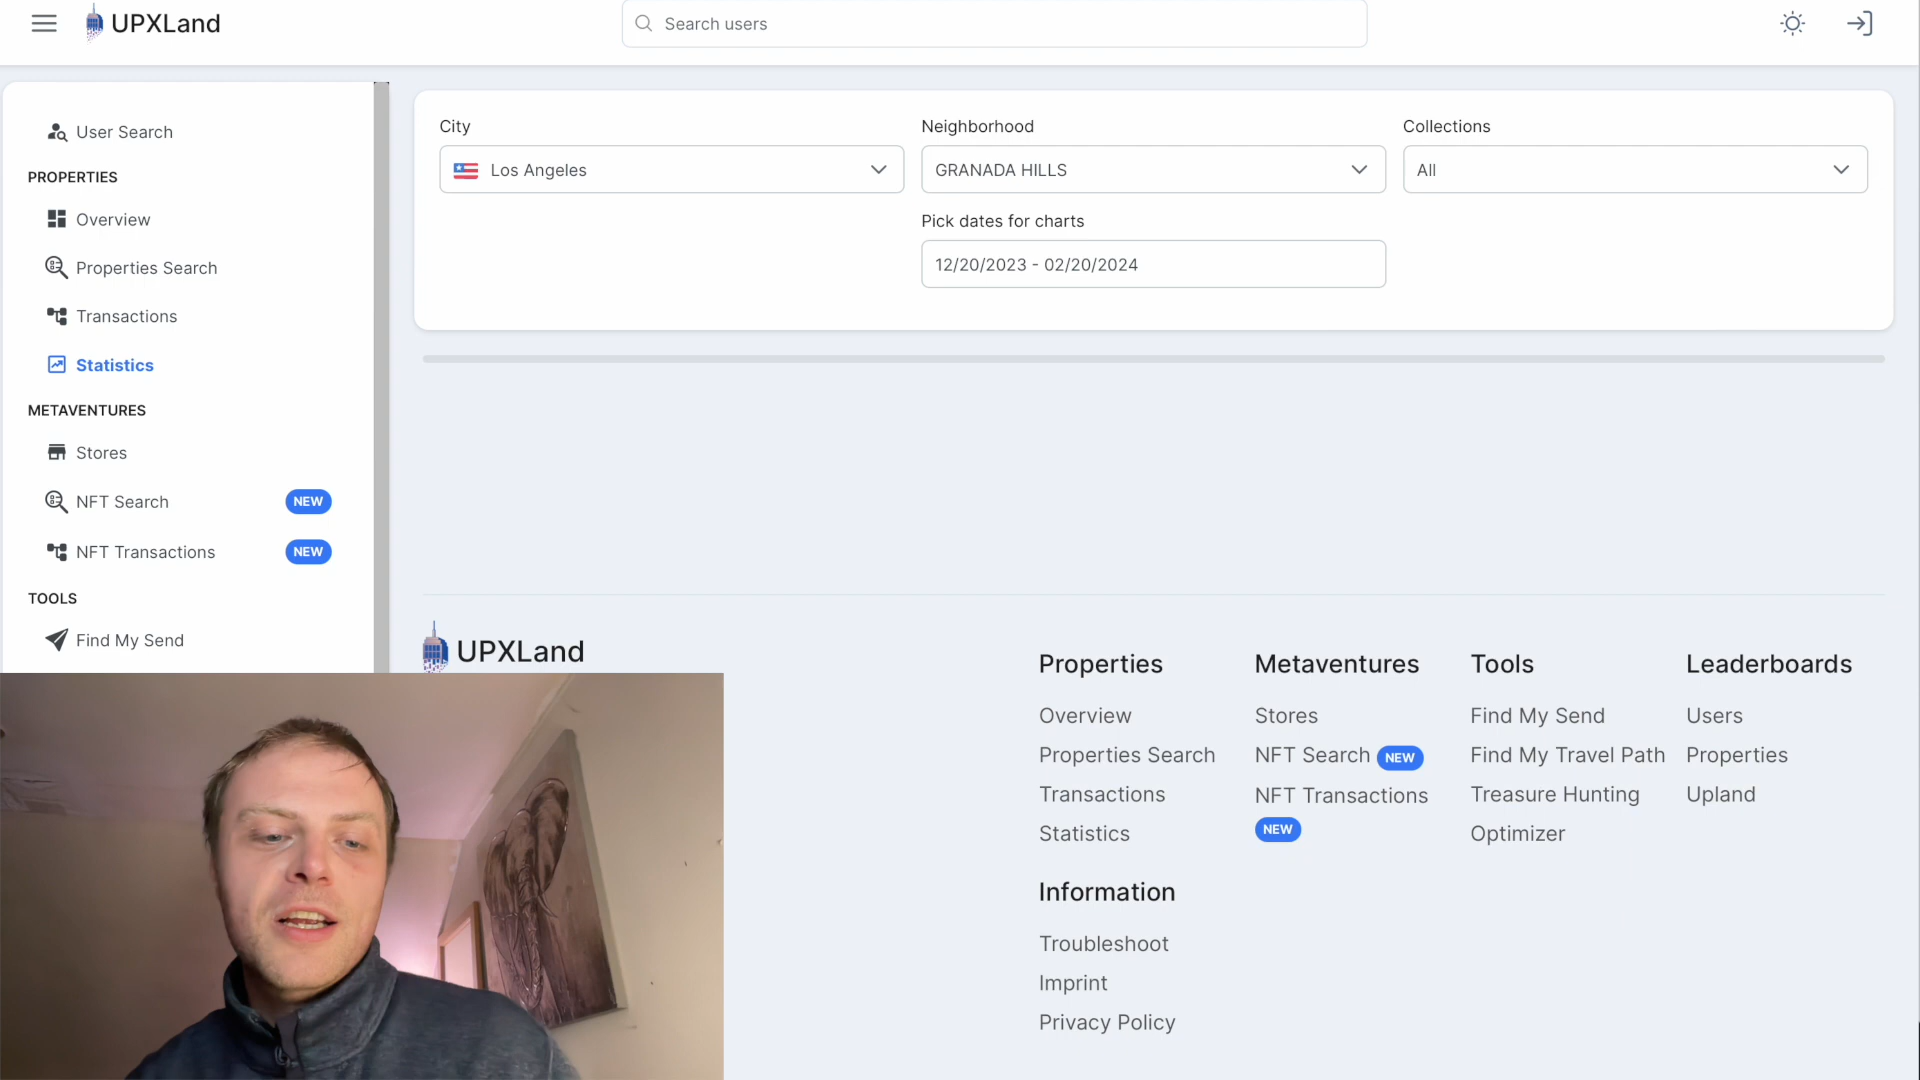 UPXLand
Search users
User Search
PROPERTIES
Overview
Properties Search
Transactions
Statistics
METAVENTURES
Stores
NFT Search NEW
NFT Transactions NEW
TOOLS
Find My Send
City
Los Angeles
Neighborhood
GRANADA HILLS
Collections
All
Pick dates for charts
12/20/2023 - 02/20/2024
UPXLand
Properties
Overview
Properties Search
Transactions
Statistics
Metaventures
Stores
NFT Search NEW
NFT Transactions
NEW
Tools
Find My Send
Find My Travel Path
Treasure Hunting
Optimizer
Leaderboards
Users
Properties
Upland
Information
Troubleshoot
Imprint
Privacy Policy